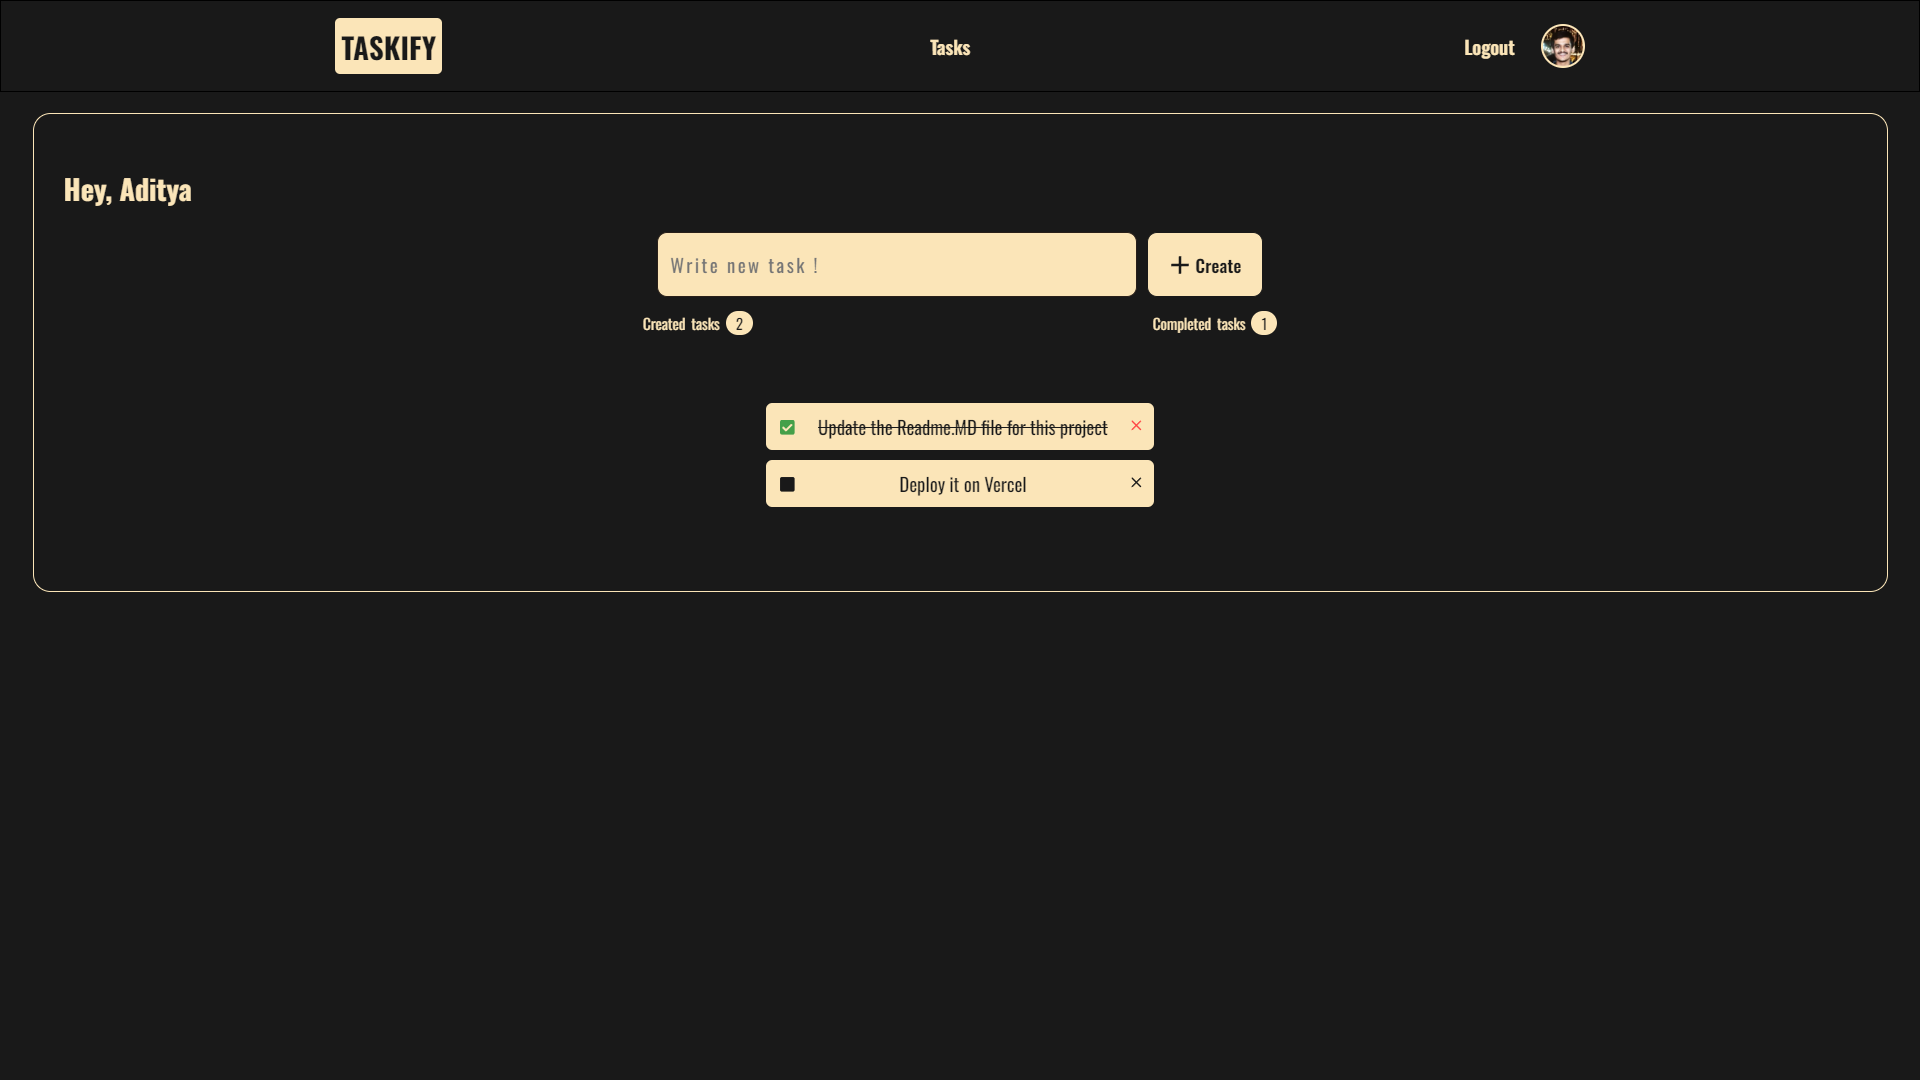 TASKIFY
Tasks
Logout
Hey, Aditya
Write new task !
Create
Created tasks 2
Completed tasks 1
Update the Readme.MD file for this project
Deploy it on Vercel